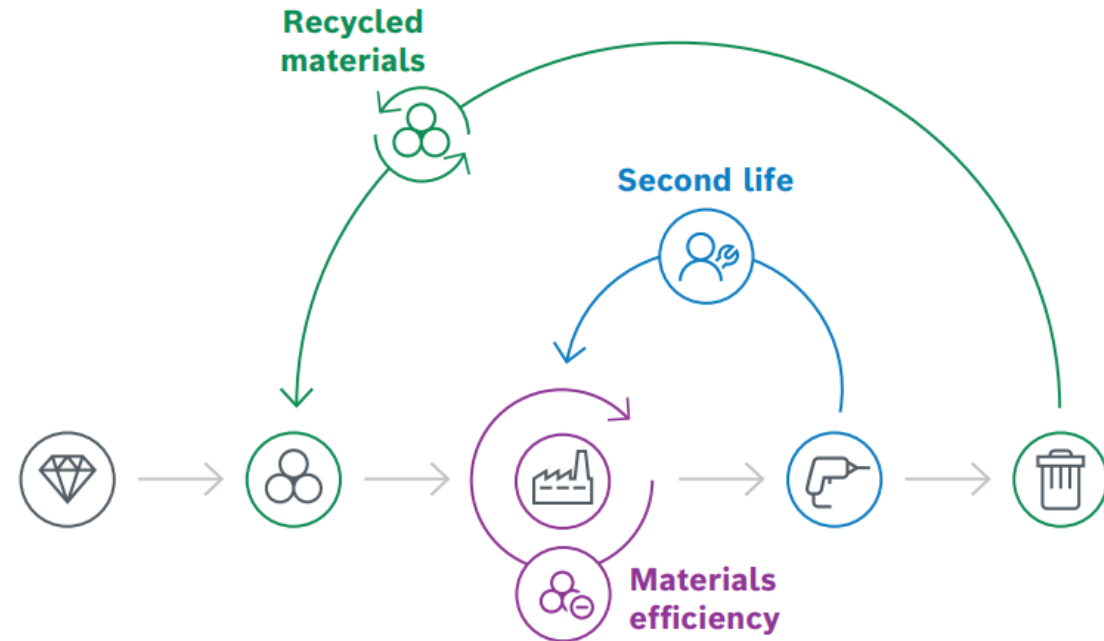 Recycled
materials
Second life
Materials
efficiency